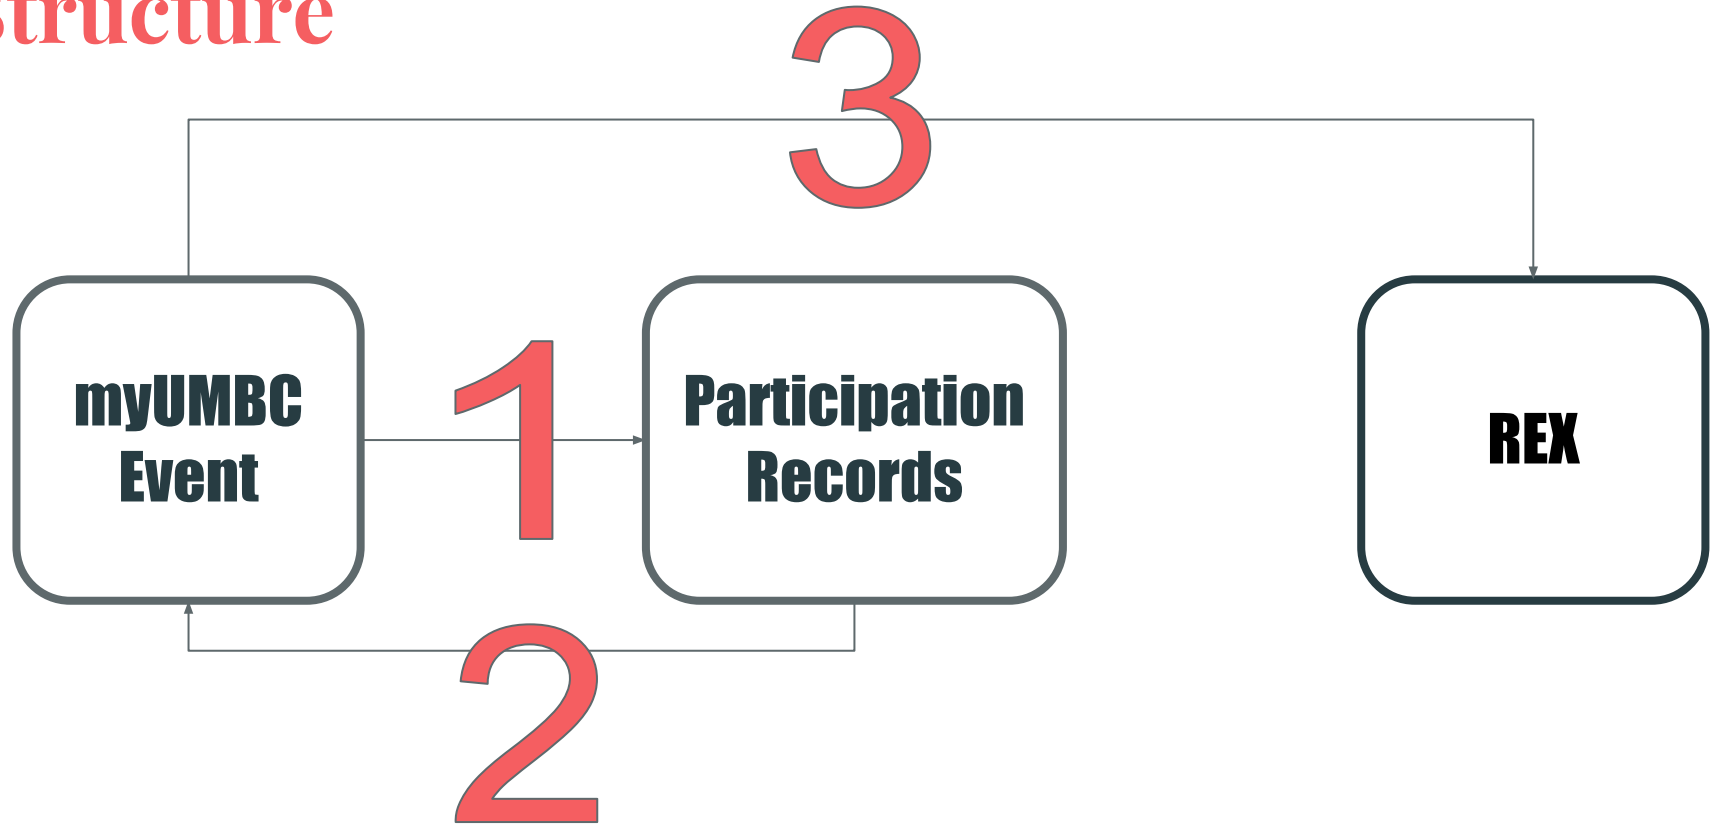 structure
3
myUMBC
Event
1
Participation
Records
REX
2